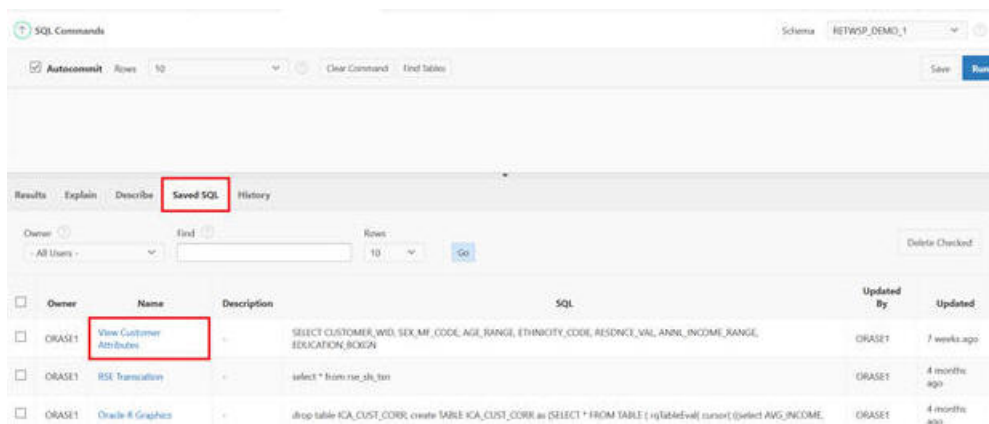 SQL Commands Schema RETWSP_DEMO_1
Autocommit Rows 10 Clear Command Find Tables Save Run
Results Explain Describe Saved SQL History
Owner Find Rows
- All Users - 10 Go Delete Checked
Owner Name Description SQL Updated By Updated
ORASE1 View Customer Attributes - SELECT CUSTOMER_WID, SEX_MF_CODE, AGE_RANGE, ETHNICITY_CODE, RESDNCE_VAL, ANNL_INCOME_RANGE, ORASE1 7 weeks ago
EDUCATION_BCKGN
ORASE1 RSE Transcation - select * from rse_sls_txn ORASE1 4 months ago
ORASE1 Oracle R Graphics - drop table ICA_CUST_CORR; create TABLE ICA_CUST_CORR as (SELECT * FROM TABLE ( rqTableEval( cursor( ((select AVG_INCOME, ORASE1 4 months ago